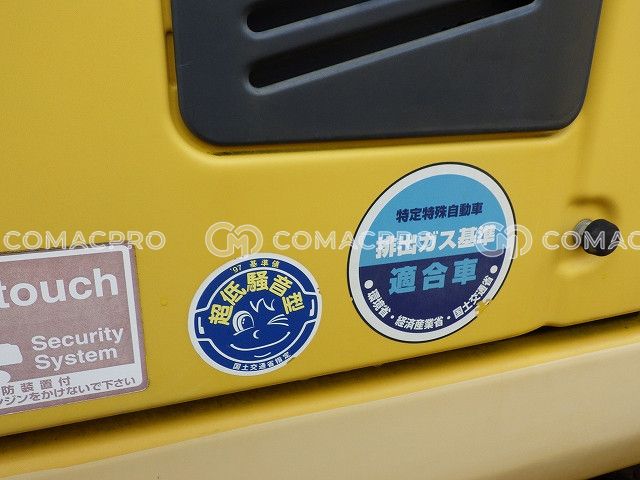 特定特殊自動車
排出ガス基準
適合車
・環境省・経済産業省・国土交通省・
'97 基準値
超低騒音型
国土交通省指定
touch
Security
System
防装置付
ンジンをかけないで下さい
COMACPRO COMACPRO COMACPRO